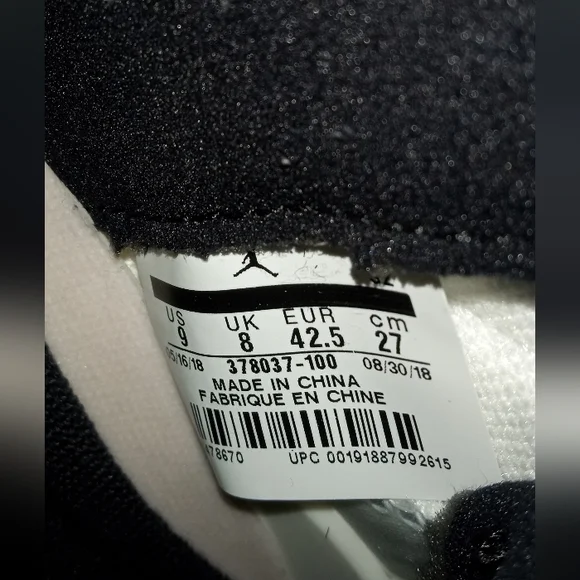 US UK EUR cm
9 8 42.5 27
05/16/18 378037-100 08/30/18
MADE IN CHINA
FABRIQUE EN CHINE
78670 UPC 00191887992615